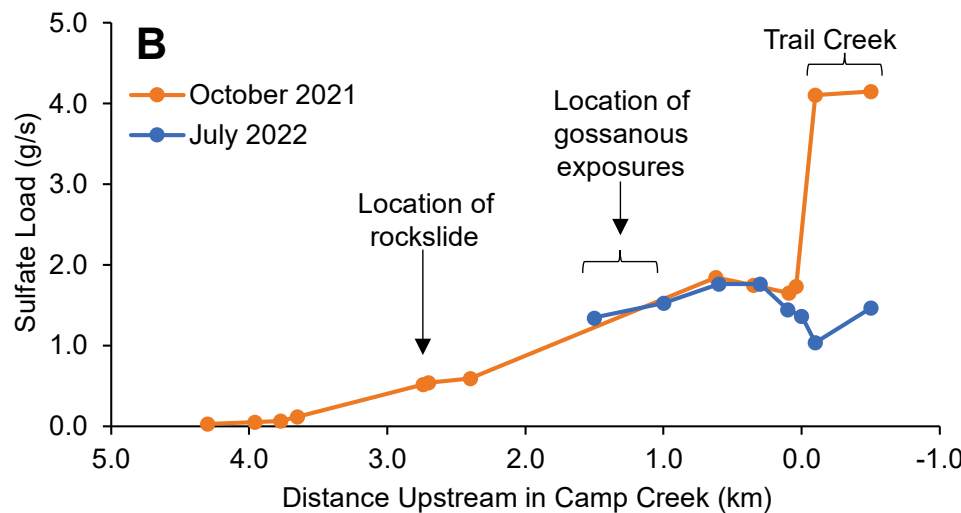 B
October 2021
July 2022
Trail Creek
Location of
gossanous
exposures
Location of
rockslide
Sulfate Load (g/s)
5.0
4.0
3.0
2.0
1.0
0.0
5.0 4.0 3.0 2.0 1.0 0.0 -1.0
Distance Upstream in Camp Creek (km)